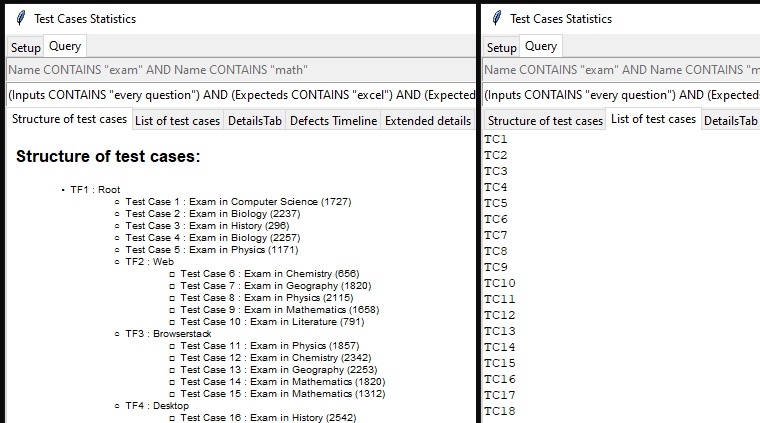 Test Cases Statistics
Setup Query
Name CONTAINS "exam" AND Name CONTAINS "math"
(Inputs CONTAINS "every question") AND (Expecteds CONTAINS "excel") AND (Expected
Structure of test cases List of test cases DetailsTab Defects Timeline Extended details
Structure of test cases:
TF1 : Root
Test Case 1 : Exam in Computer Science (1727)
Test Case 2 : Exam in Biology (2237)
Test Case 3 : Exam in History (296)
Test Case 4 : Exam in Biology (2257)
Test Case 5 : Exam in Physics (1171)
TF2 : Web
Test Case 6 : Exam in Chemistry (656)
Test Case 7 : Exam in Geography (1820)
Test Case 8 : Exam in Physics (2115)
Test Case 9 : Exam in Mathematics (1658)
Test Case 10 : Exam in Literature (791)
TF3 : Browserstack
Test Case 11 : Exam in Physics (1857)
Test Case 12 : Exam in Chemistry (2342)
Test Case 13 : Exam in Geography (2253)
Test Case 14 : Exam in Mathematics (1820)
Test Case 15 : Exam in Mathematics (1312)
TF4 : Desktop
Test Case 16 : Exam in History (2542)
Test Cases Statistics
Setup Query
Name CONTAINS "exam" AND Name CONTAINS "m
(Inputs CONTAINS "every question") AND (Expecteds
Structure of test cases List of test cases DetailsTab
TC1
TC2
TC3
TC4
TC5
TC6
TC7
TC8
TC9
TC10
TC11
TC12
TC13
TC14
TC15
TC16
TC17
TC18